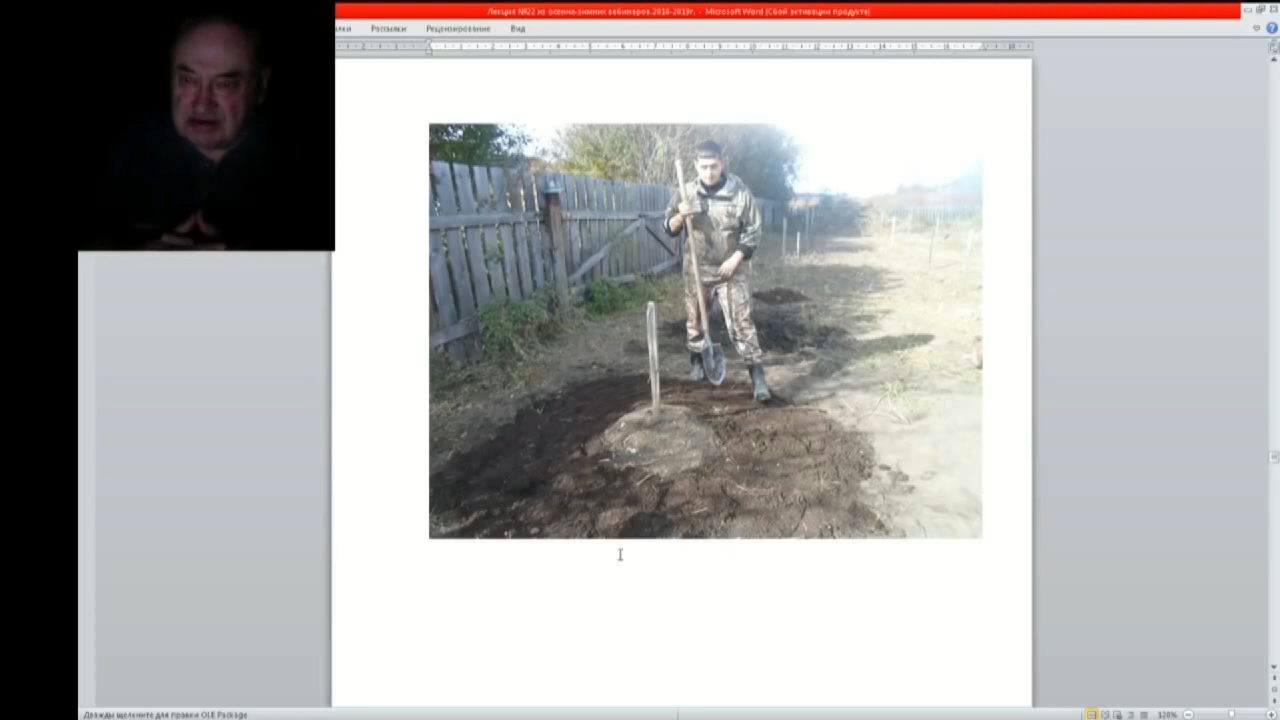 Лекция №22 из осенне-зимних вебинаров.2018-2019г. - Microsoft Word (Сбой активации продукта)
Рассылки Рецензирование Вид
Дважды щелкните для правки OLE Package
120%